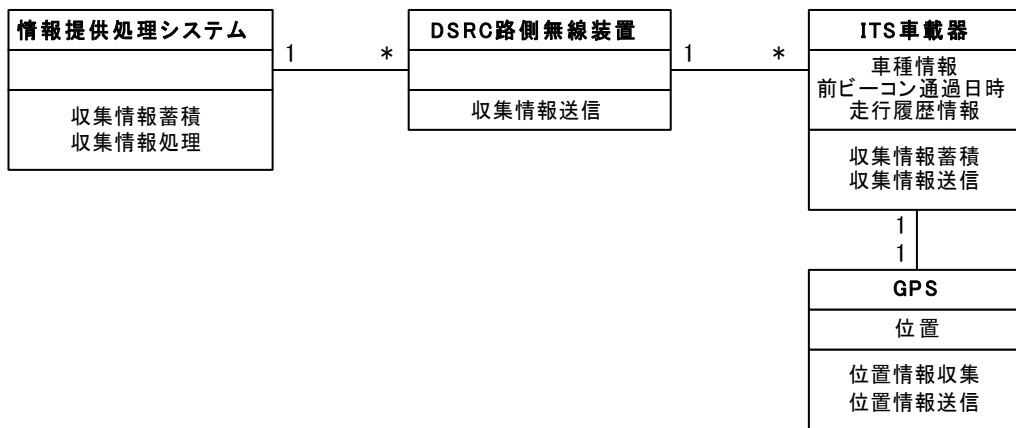 情報提供処理システム
収集情報蓄積
収集情報処理
1
*
DSRC路側無線装置
収集情報送信
1
*
ITS車載器
車種情報
前ビーコン通過日時
走行履歴情報
収集情報蓄積
収集情報送信
1
1
GPS
位置
位置情報収集
位置情報送信